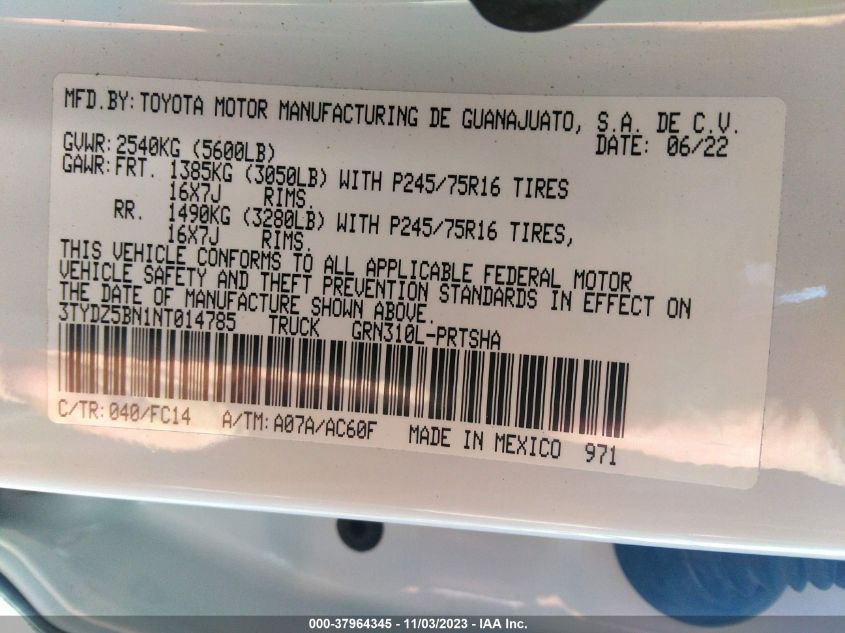 MFD.BY: TOYOTA MOTOR MANUFACTURING DE GUANAJUATO, S.A. DE C.V.
GVWR: 2540KG (5600LB) DATE: 06/22
GAWR: FRT. 1385KG (3050LB) WITH P245/75R16 TIRES
16X7J RIMS.
RR. 1490KG (3280LB) WITH P245/75R16 TIRES,
16X7J RIMS.
THIS VEHICLE CONFORMS TO ALL APPLICABLE FEDERAL MOTOR
VEHICLE SAFETY AND THEFT PREVENTION STANDARDS IN EFFECT ON
THE DATE OF MANUFACTURE SHOWN ABOVE.
3TYDZ5BN1NT014785 TRUCK GRN310L-PRTSHA
C/TR: 040/FC14 A/TM: A07A/AC60F MADE IN MEXICO 971
000-37964345 - 11/03/2023 - IAA Inc.